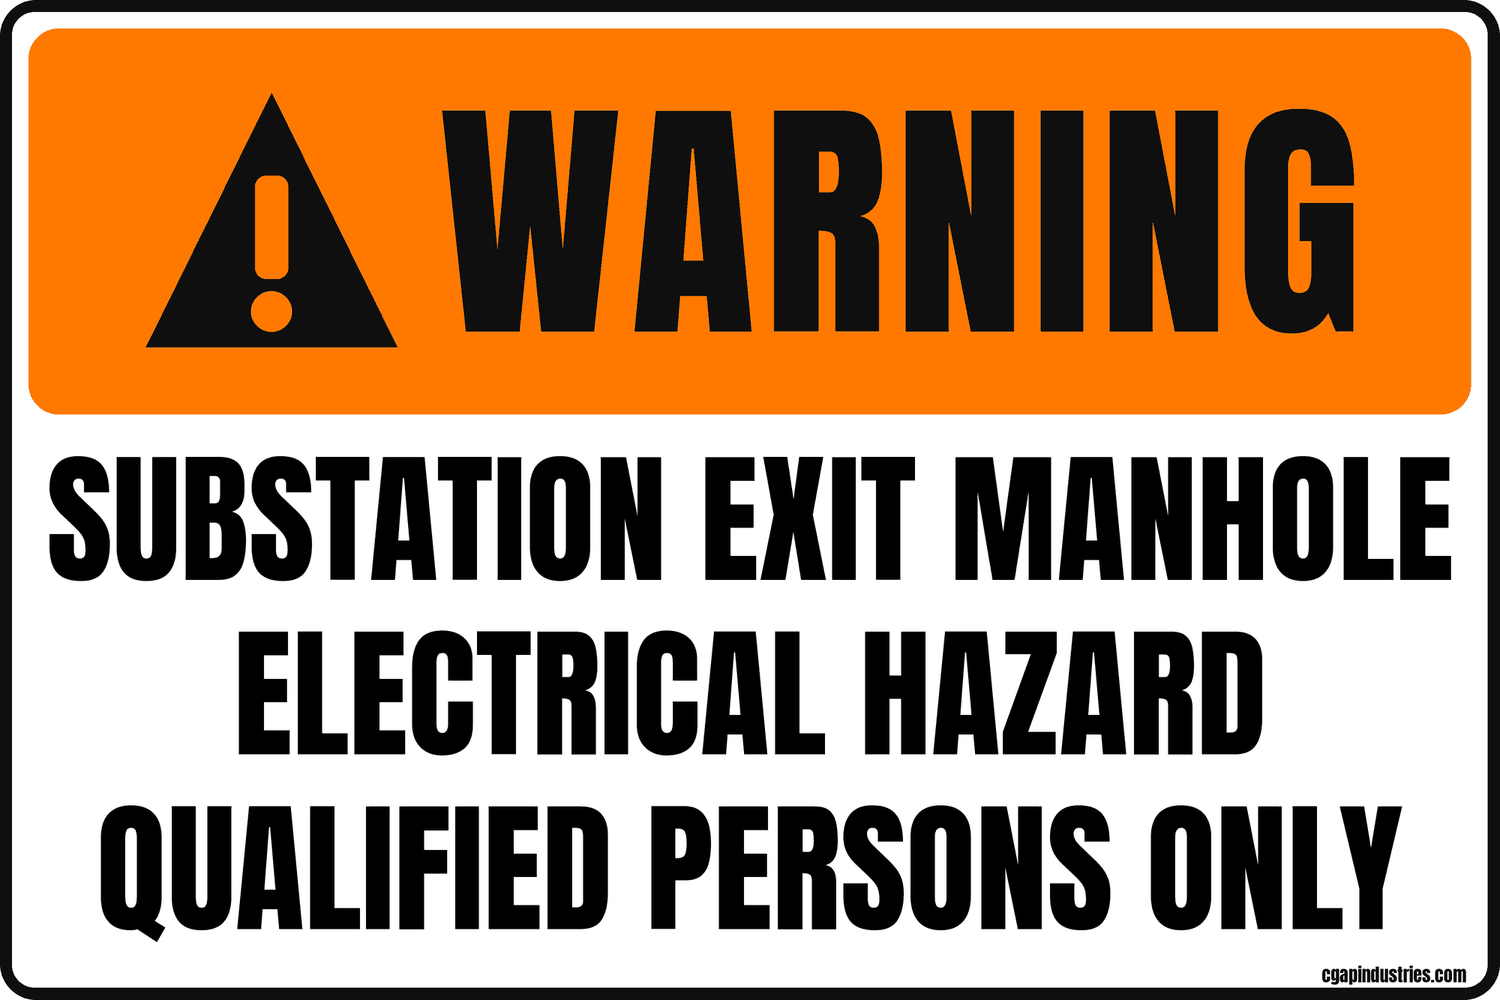 WARNING
SUBSTATION EXIT MANHOLE
ELECTRICAL HAZARD
QUALIFIED PERSONS ONLY
cgapindustries.com